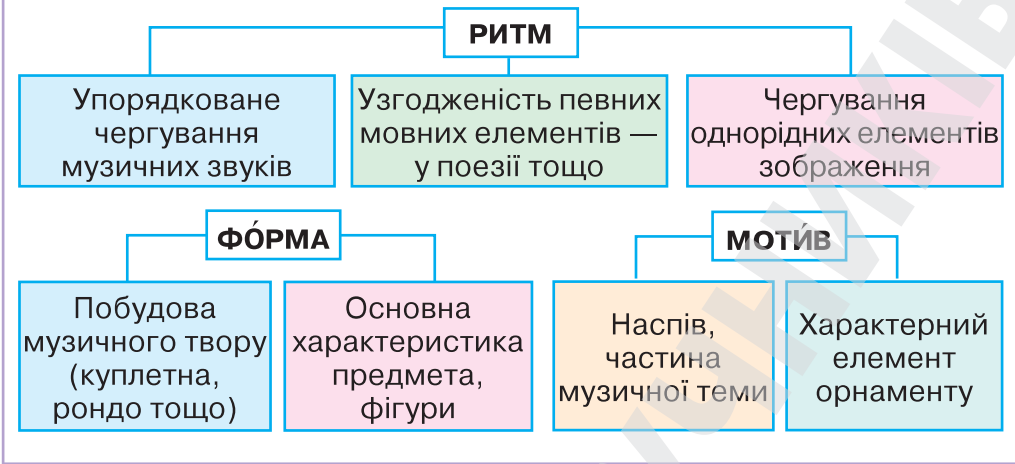 РИТМ
Упорядковане
чергування
музичних звуків
Узгодженість певних
мовних елементів —
у поезії тощо
Чергування
однорідних елементів
зображення
ФО́РМА
Побудова
музичного твору
(куплетна,
рондо тощо)
Основна
характеристика
предмета,
фігури
МОТИ́В
Наспів,
частина
музичної теми
Характерний
елемент
орнаменту